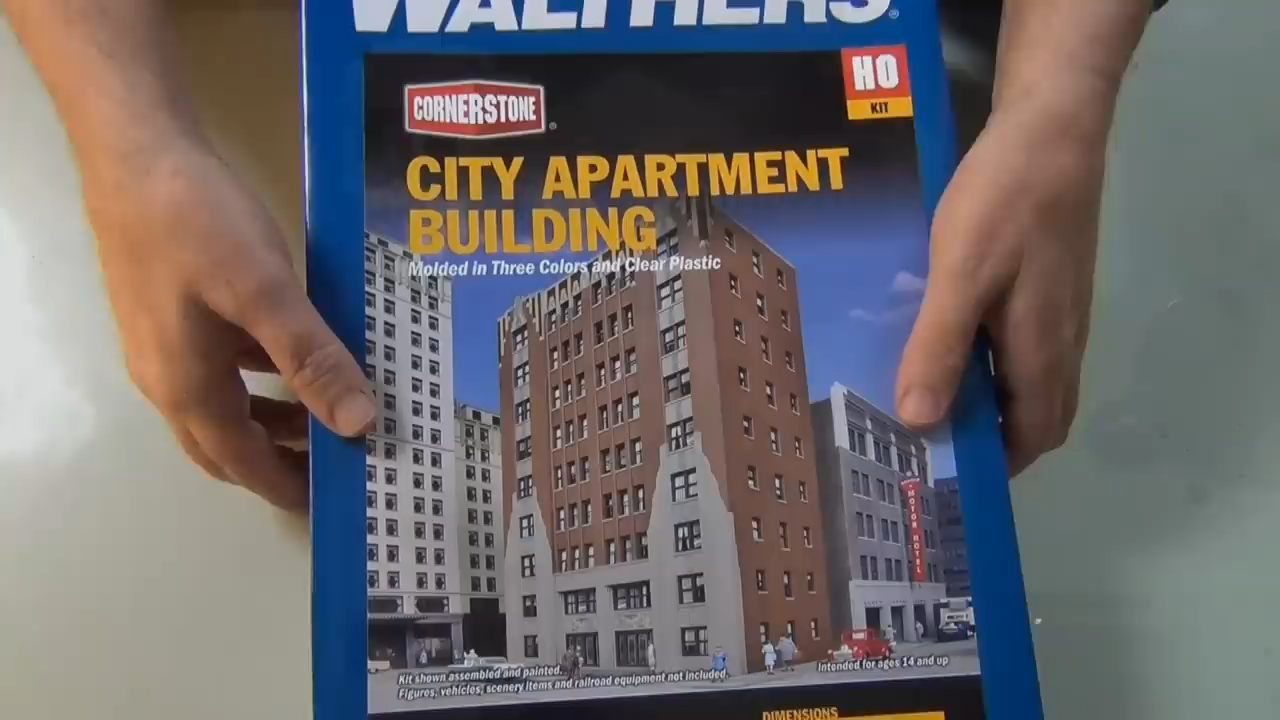 WALTHERS®
HO
KIT
CORNERSTONE®
CITY APARTMENT
BUILDING
Molded in Three Colors and Clear Plastic
MOTOR HOTEL
Kit shown assembled and painted.
Figures, vehicles, scenery items and railroad equipment not included.
Intended for ages 14 and up
DIMENSIONS